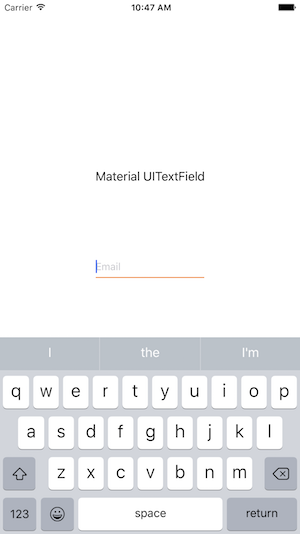 Carrier 10:47 AM
Material UITextField
Email
I the I'm
q w e r t y u i o p
a s d f g h j k l
z x c v b n m
123 space return